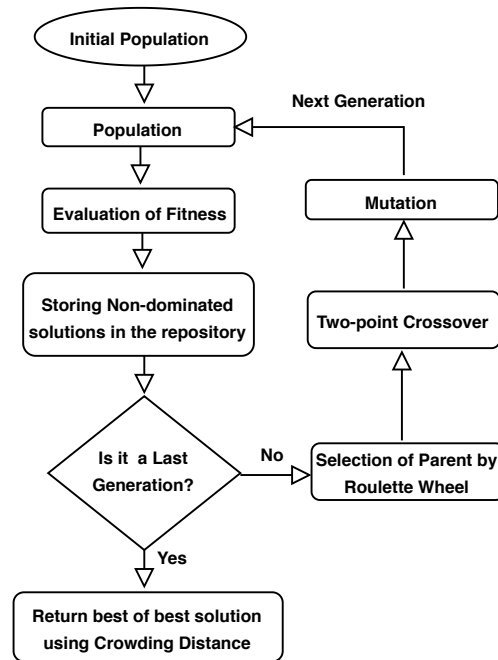 Initial Population
Next Generation
Population
Mutation
Evaluation of Fitness
Storing Non-dominated
solutions in the repository
Two-point Crossover
Is it a Last
Generation?
No
Selection of Parent by
Roulette Wheel
Yes
Return best of best solution
using Crowding Distance